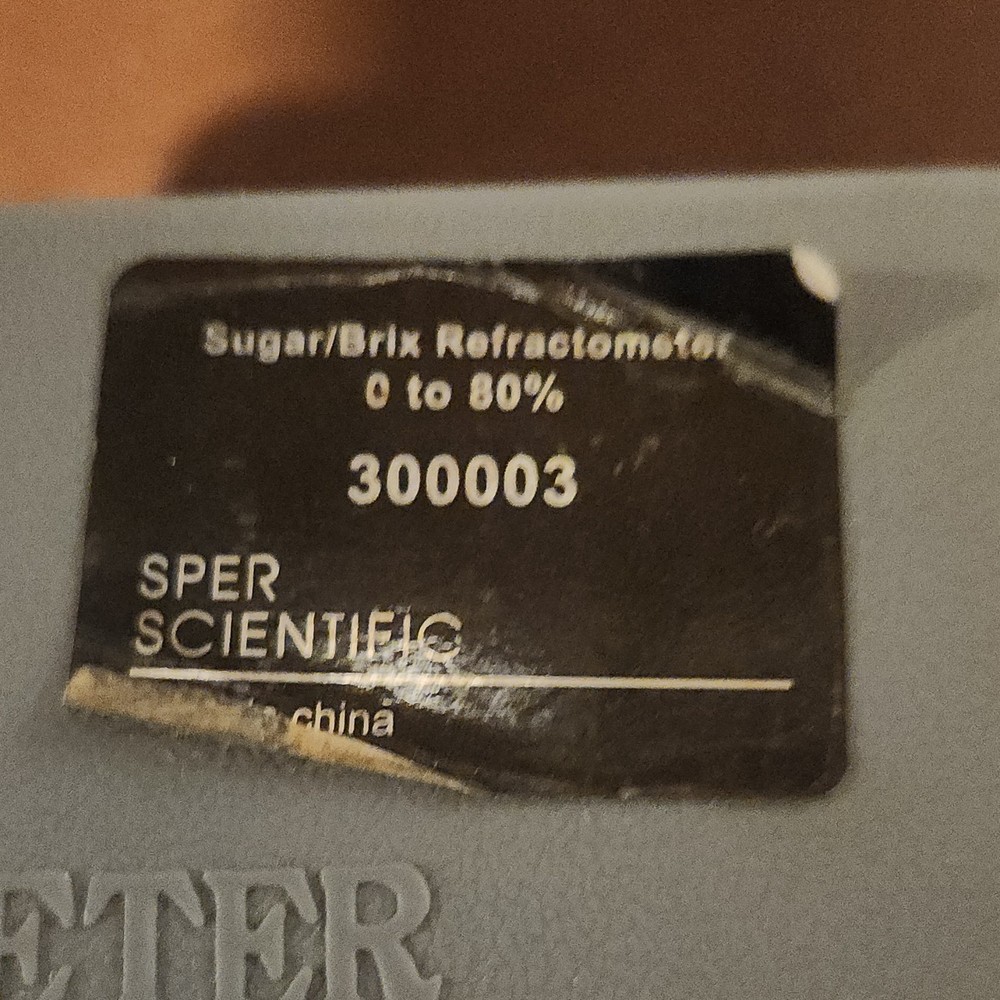 Sugar/Brix Refractometer
0 to 80%
300003
SPER
SCIENTIFIC
china
ETER